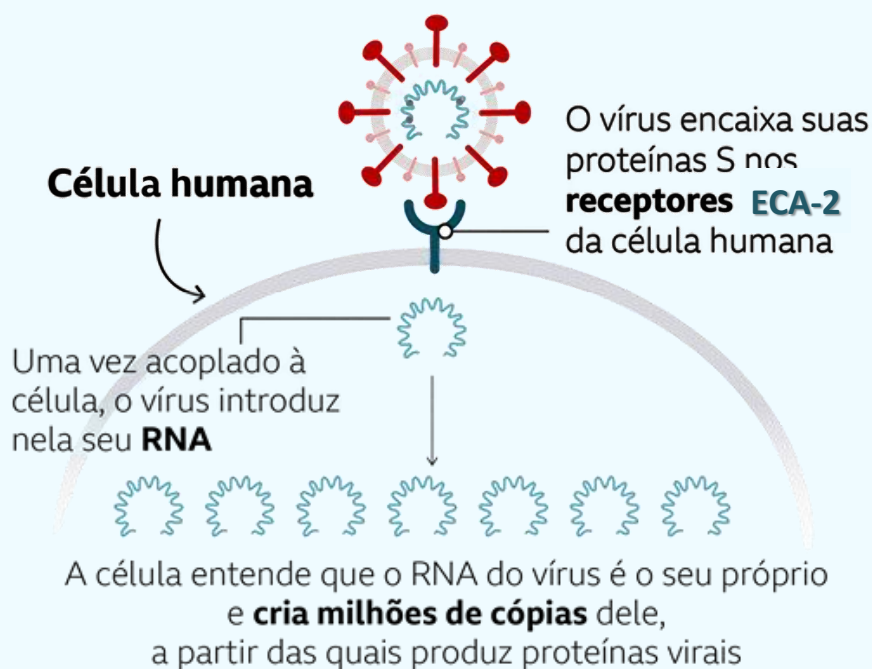 Célula humana
O vírus encaixa suas
proteínas S nos
receptores ECA-2
da célula humana
Uma vez acoplado à
célula, o vírus introduz
nela seu RNA
A célula entende que o RNA do vírus é o seu próprio
e cria milhões de cópias dele,
a partir das quais produz proteínas virais